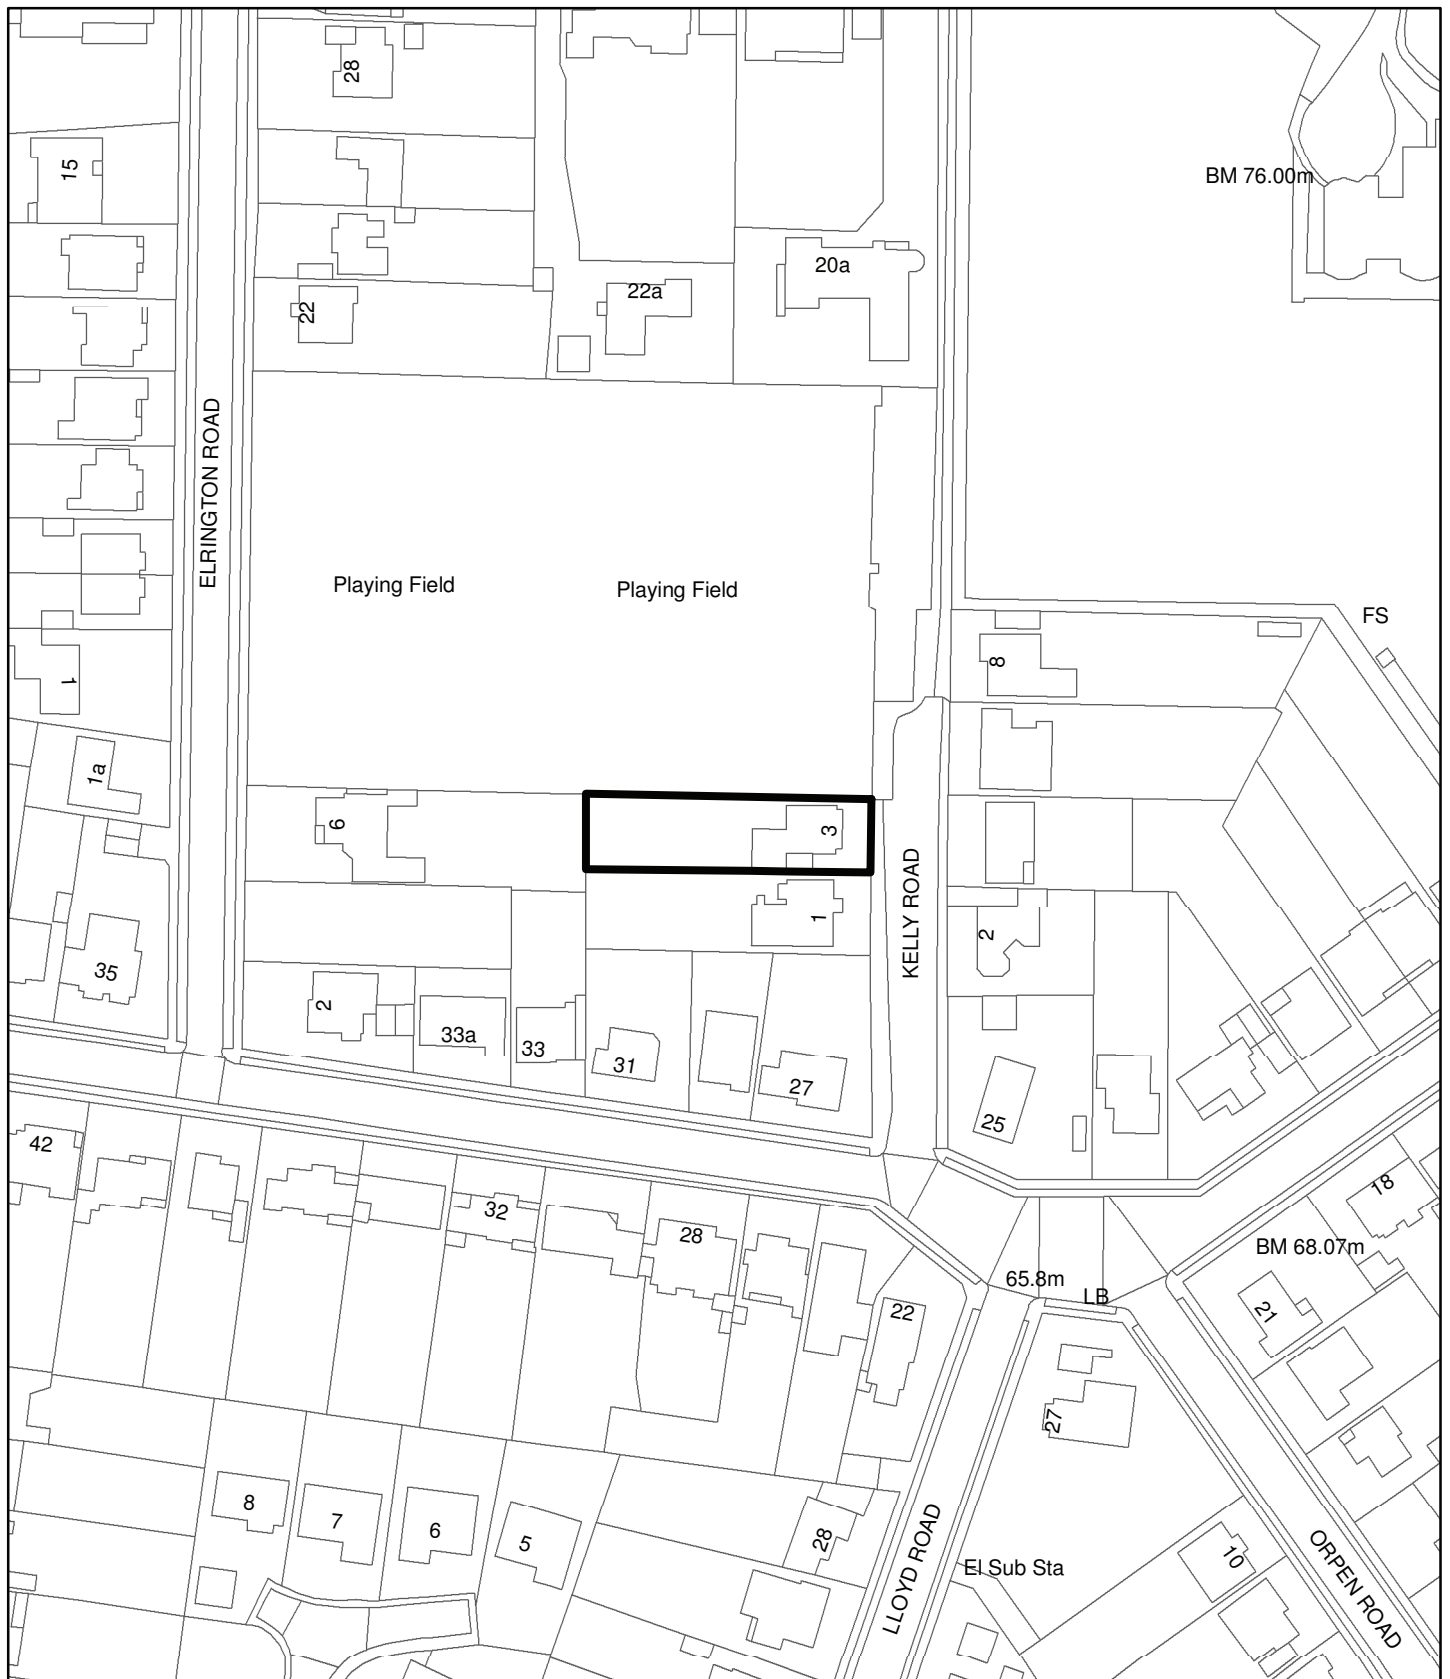 28
15
BM 76.00m
20a
22a
22
ELRINGTON ROAD
Playing Field
Playing Field
FS
8
1
1a
6
3
KELLY ROAD
1
2
35
2
33a
33
31
27
25
42
32
28
18
BM 68.07m
65.8m
LB
22
21
27
8
7
6
5
28
LLOYD ROAD
El Sub Sta
10
ORPEN ROAD